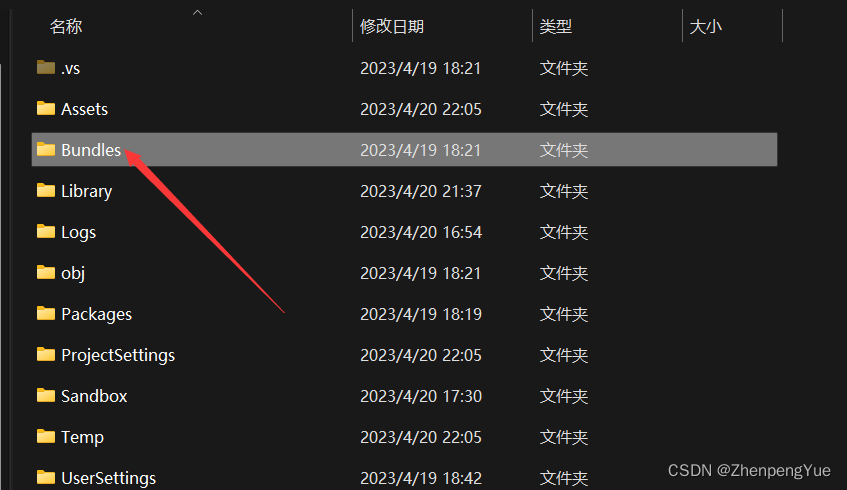 名称 修改日期 类型 大小
.vs 2023/4/19 18:21 文件夹
Assets 2023/4/20 22:05 文件夹
Bundles 2023/4/19 18:21 文件夹
Library 2023/4/20 21:37 文件夹
Logs 2023/4/20 16:54 文件夹
obj 2023/4/19 18:21 文件夹
Packages 2023/4/19 18:19 文件夹
ProjectSettings 2023/4/20 22:05 文件夹
Sandbox 2023/4/20 17:30 文件夹
Temp 2023/4/20 22:05 文件夹
UserSettings 2023/4/19 18:42 文件夹
CSDN @ZhenpengYue